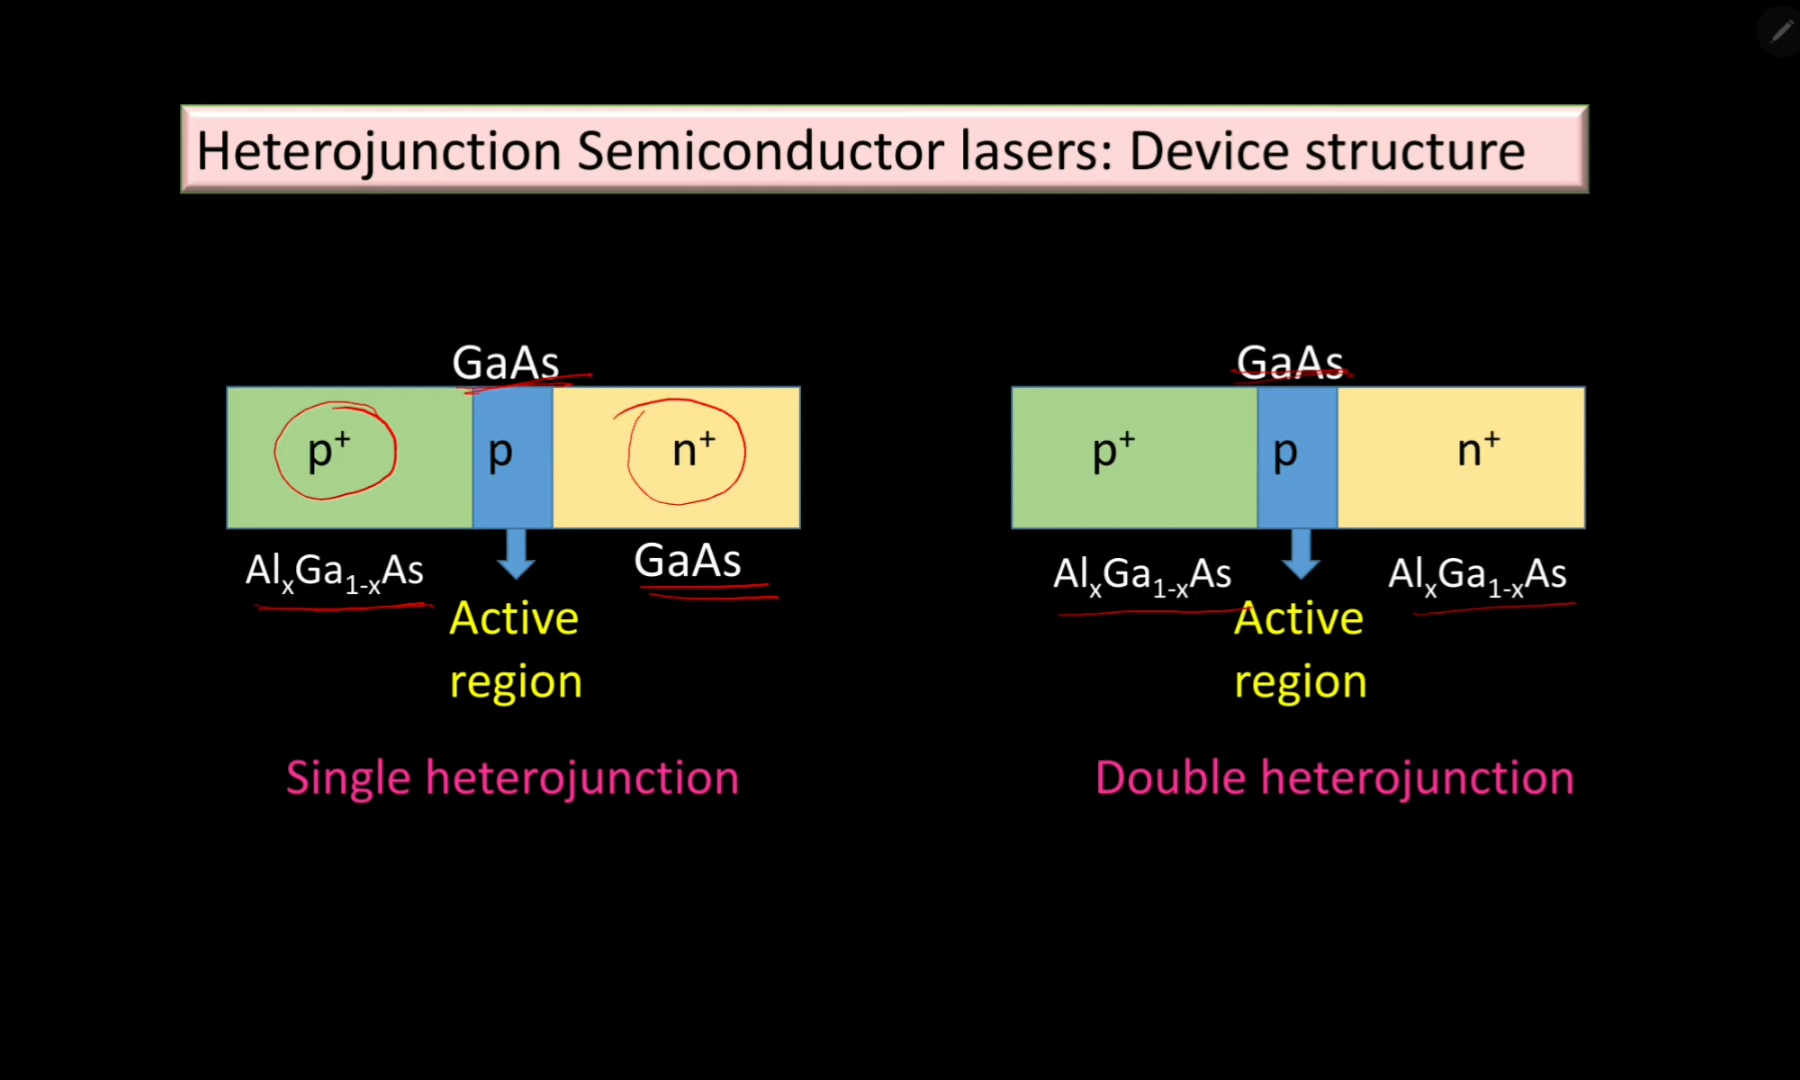 Heterojunction Semiconductor lasers: Device structure
GaAs
p⁺ p n⁺
AlₓGa₁₋ₓAs
GaAs
Active
region
Single heterojunction
GaAs
p⁺ p n⁺
AlₓGa₁₋ₓAs
AlₓGa₁₋ₓAs
Active
region
Double heterojunction